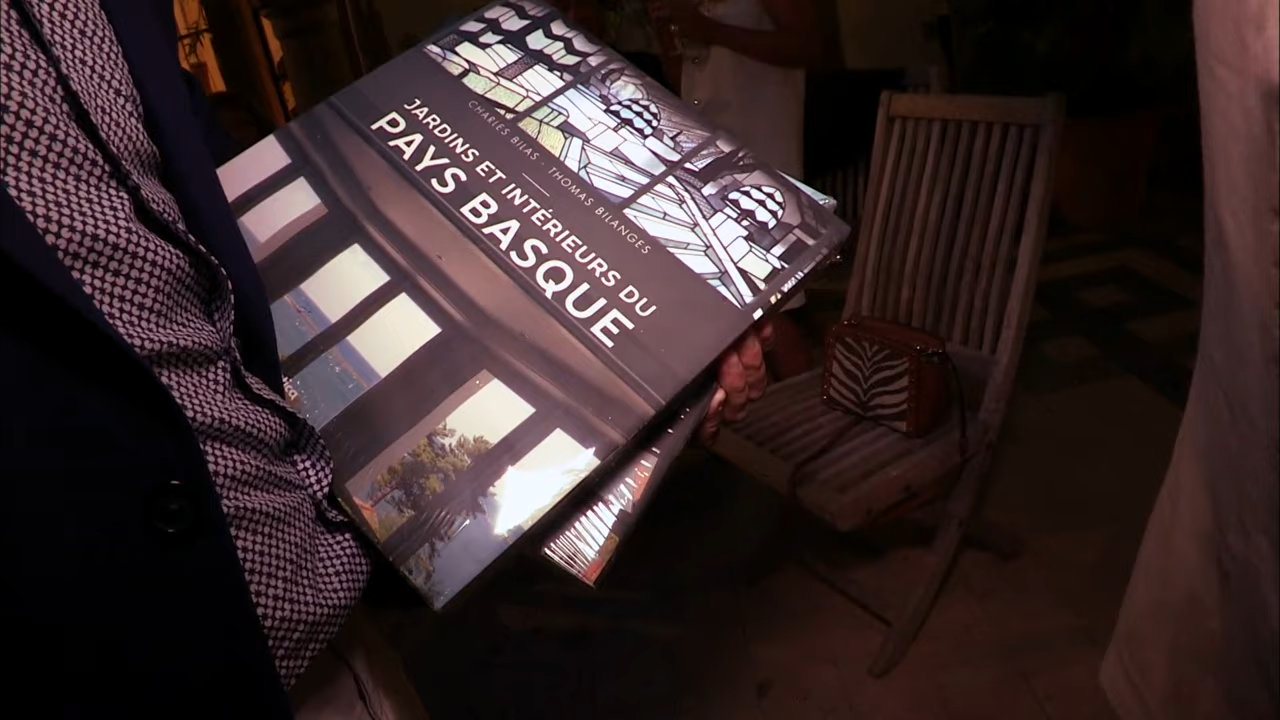 CHARLES BILAS · THOMAS BILANGES
JARDINS ET INTÉRIEURS DU
PAYS BASQUE